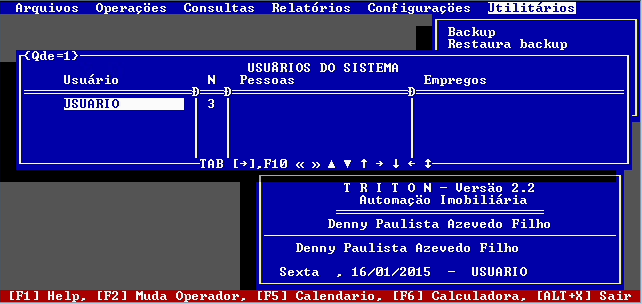 Arquivos Operações Consultas Relatórios Configurações Utilitários
Backup
Restaura backup
(Qde=1)
USU8RIOS DO SISTEMA
Usuário N Pessoas Empregos
Ð Ð Ð
JSUARIO 3
TAB [→],F10 « » ▲ ▼ ↑ → ↓ ← ↕
T R I T O N - Versão 2.2
Automação Imobiliária
Denny Paulista Azevedo Filho
Denny Paulista Azevedo Filho
Sexta , 16/01/2015 - USUARIO
[F1] Help, [F2] Muda Operador, [F5] Calendario, [F6] Calculadora, [ALT+X] Sair